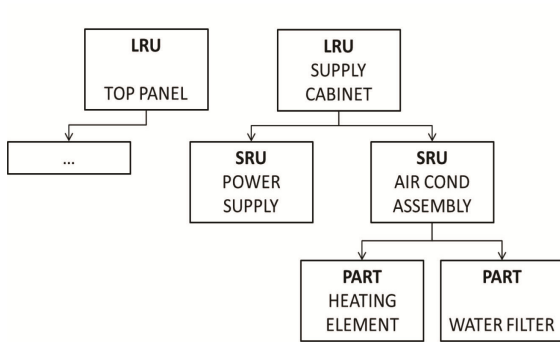 LRU
TOP PANEL
LRU
SUPPLY
CABINET
...
SRU
POWER
SUPPLY
SRU
AIR COND
ASSEMBLY
PART
HEATING
ELEMENT
PART
WATER FILTER